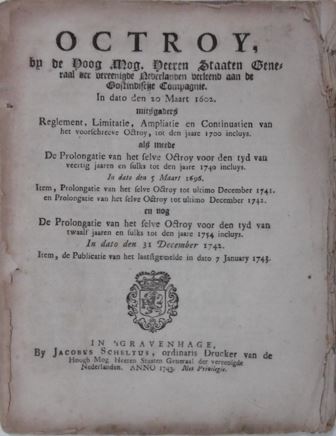 OCTROY,
by de Hoog Mog. Heeren Staaten Gene-
raal der vereenigde Nederlanden verleend aan de
Oostindische Compagnie.
In dato den 20 Maart 1602.
mitsgaders
Reglement, Limitatie, Ampliatie en Continuatien van
het voorschreeve Octroy, tot den jaare 1700 incluys.
als meede
De Prolongatie van het selve Octroy voor den tyd van
veertig jaaren en sulks tot den jaare 1740 incluys.
In dato den 5 Maart 1696.
Item, Prolongatie van het selve Octroy tot ultimo December 1741.
en Prolongatie van het selve Octroy tot ultimo December 1742.
en nog
De Prolongatie van het selve Octroy voor den tyd van
twaalf jaaren en sulks tot den jaare 1754 incluys.
In dato den 31 December 1742.
Item, de Publicatie van het laatstgemelde in dato 7 January 1743.
IN 'sGRAVENHAGE,
By JACOBUS SCHELTUS, ordinaris Drucker van de
Hoogh Mog. Heeren Staaten Generaal der vereenigde
Nederlanden. ANNO 1743. Met Privilegie.